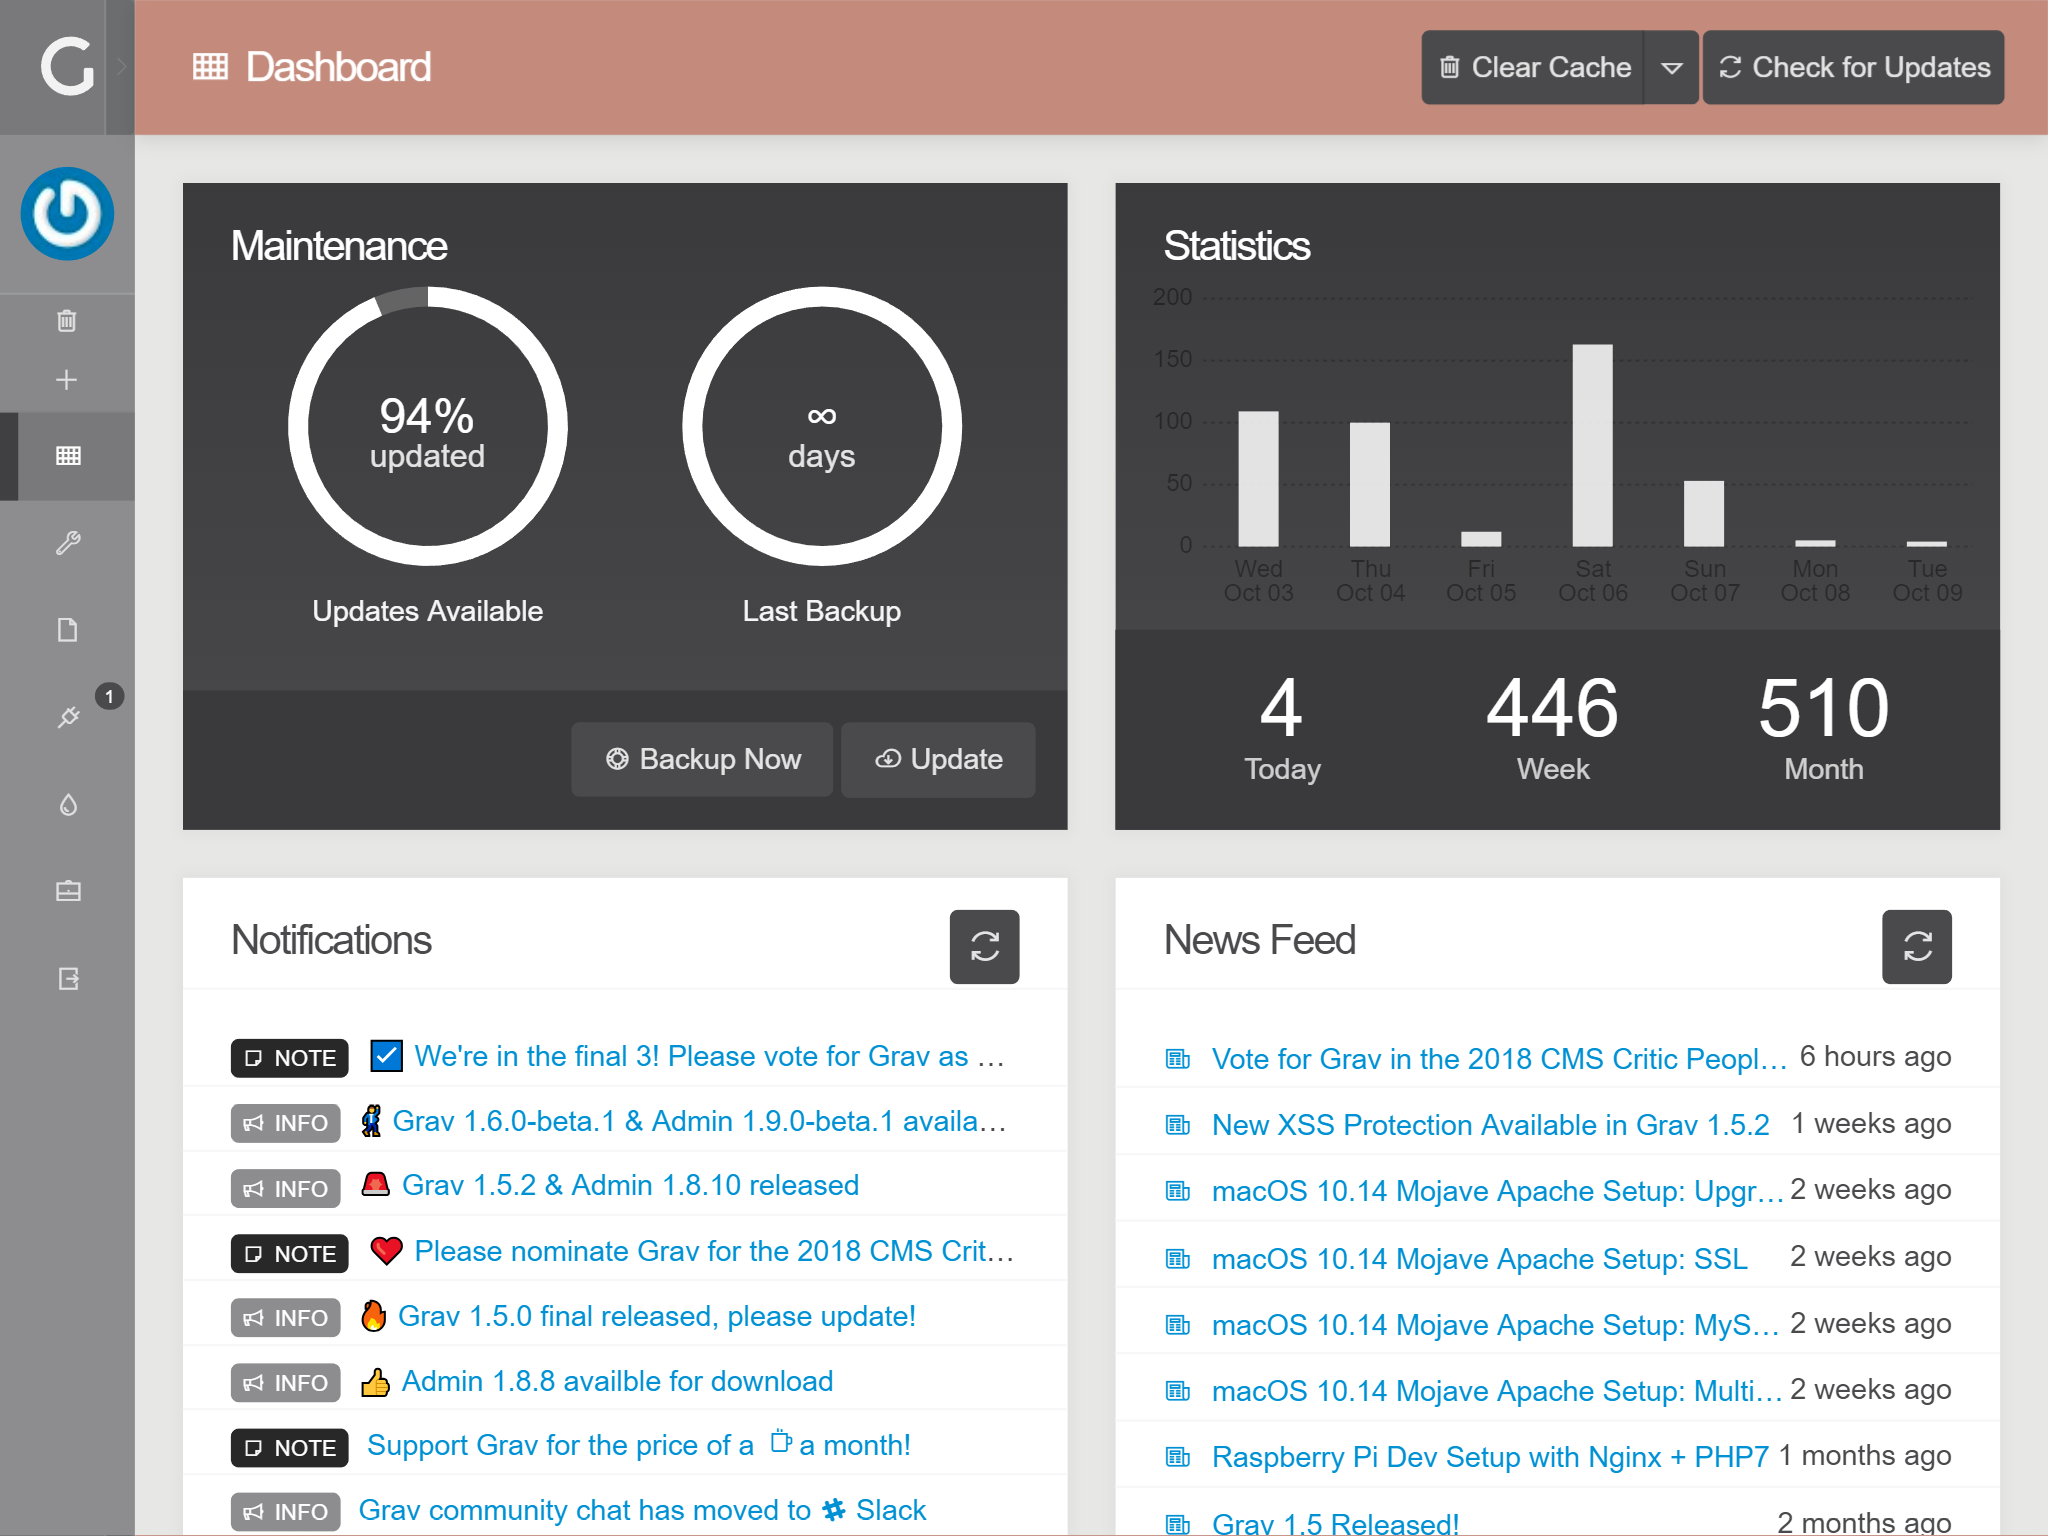 Dashboard
Clear Cache
Check for Updates
1
Maintenance
94%
updated
Updates Available
∞
days
Last Backup
Backup Now
Update
Statistics
200
150
100
50
0
Wed
Oct 03
Thu
Oct 04
Fri
Oct 05
Sat
Oct 06
Sun
Oct 07
Mon
Oct 08
Tue
Oct 09
4
Today
446
Week
510
Month
Notifications
NOTE We're in the final 3! Please vote for Grav as …
INFO Grav 1.6.0-beta.1 & Admin 1.9.0-beta.1 availa…
INFO Grav 1.5.2 & Admin 1.8.10 released
NOTE Please nominate Grav for the 2018 CMS Crit…
INFO Grav 1.5.0 final released, please update!
INFO Admin 1.8.8 availble for download
NOTE Support Grav for the price of a a month!
INFO Grav community chat has moved to Slack
News Feed
Vote for Grav in the 2018 CMS Critic Peopl… 6 hours ago
New XSS Protection Available in Grav 1.5.2 1 weeks ago
macOS 10.14 Mojave Apache Setup: Upgr… 2 weeks ago
macOS 10.14 Mojave Apache Setup: SSL 2 weeks ago
macOS 10.14 Mojave Apache Setup: MyS… 2 weeks ago
macOS 10.14 Mojave Apache Setup: Multi… 2 weeks ago
Raspberry Pi Dev Setup with Nginx + PHP7 1 months ago
Grav 1.5 Released! 2 months ago